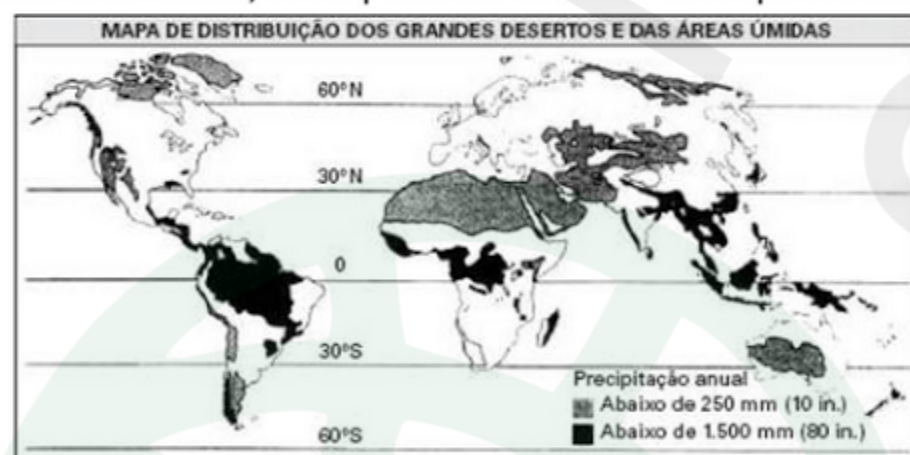 MAPA DE DISTRIBUIÇÃO DOS GRANDES DESERTOS E DAS ÁREAS ÚMIDAS
60°N
30°N
0
30°S
60°S
Precipitação anual
Abaixo de 250 mm (10 in.)
Abaixo de 1.500 mm (80 in.)